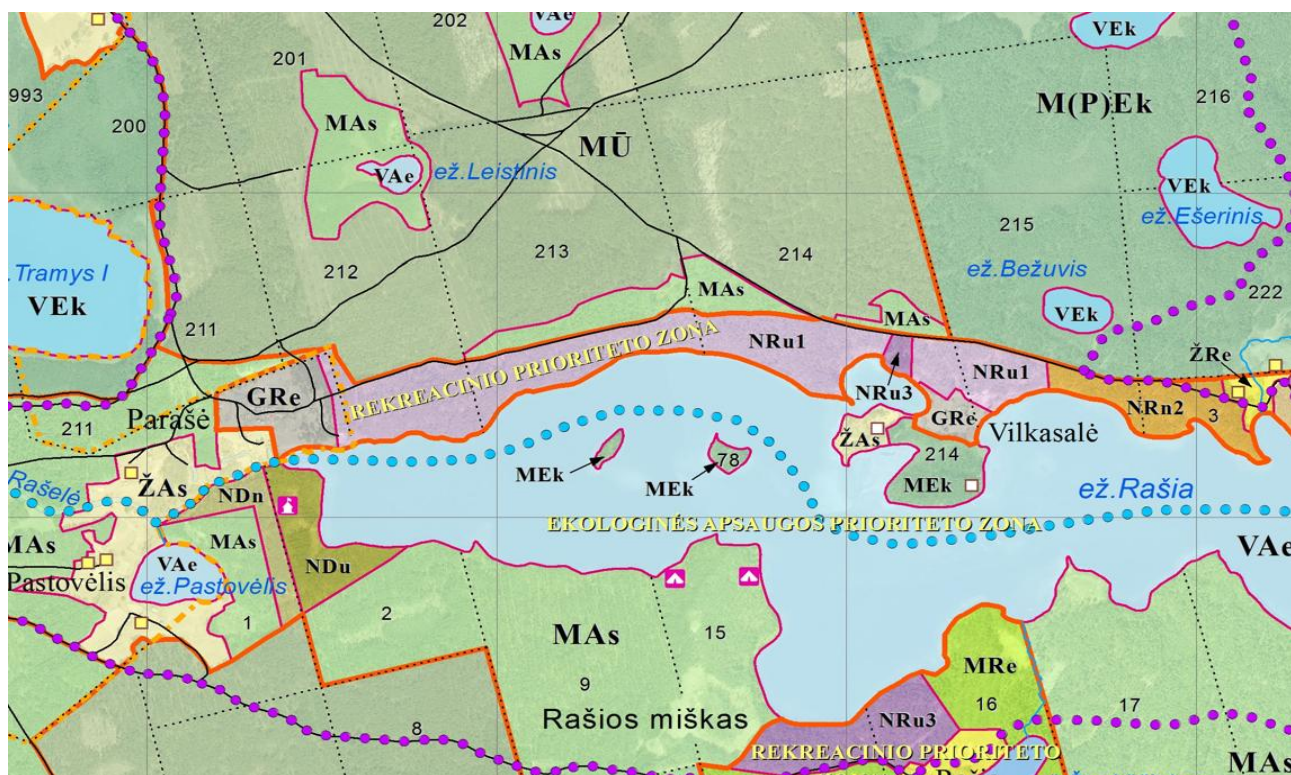 202
VAe
VEk
201
MAs
993
200
MAs
M(P)Ek
216
MŪ
VAe
ež.Leistinis
VEk
ež.Ešerinis
215
213
214
212
ež.Bežuvis
.Tramys I
VEk
MAs
222
VEk
211
MAs
REKREACINIO PRIORITETO ZONA
NRu1
ŽRe
NRu1
GRe
NRu3
NRn2
3
Parašė
211
GRe
Vilkasalė
ŽAs
78
214
MEk
MEk
MEk
Rašelė
ŽAs
NDn
ež.Rašia
EKOLOGINĖS APSAUGOS PRIORITETO ZONA
MAs
MAs
VAe
VAe
Pastovėlis
ež.Pastovėlis
NDu
1
2
MAs
15
MRe
9
16
17
Rašios miškas
NRu3
8
REKREACINIO PRIORITETO
MAs